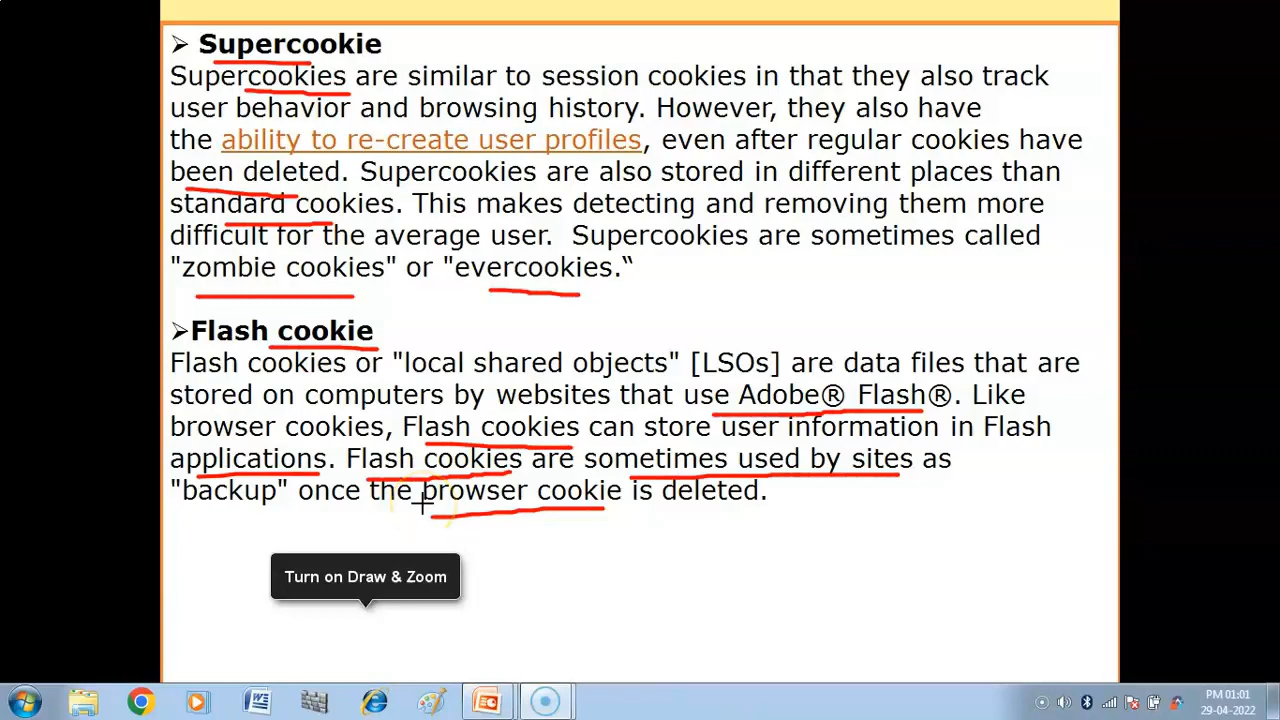 ➢ Supercookie
Supercookies are similar to session cookies in that they also track
user behavior and browsing history. However, they also have
the ability to re-create user profiles, even after regular cookies have
been deleted. Supercookies are also stored in different places than
standard cookies. This makes detecting and removing them more
difficult for the average user.  Supercookies are sometimes called
"zombie cookies" or "evercookies.“
➢Flash cookie
Flash cookies or "local shared objects" [LSOs] are data files that are
stored on computers by websites that use Adobe® Flash®. Like
browser cookies, Flash cookies can store user information in Flash
applications. Flash cookies are sometimes used by sites as
"backup" once the browser cookie is deleted.
Turn on Draw & Zoom
PM 01:01
29-04-2022